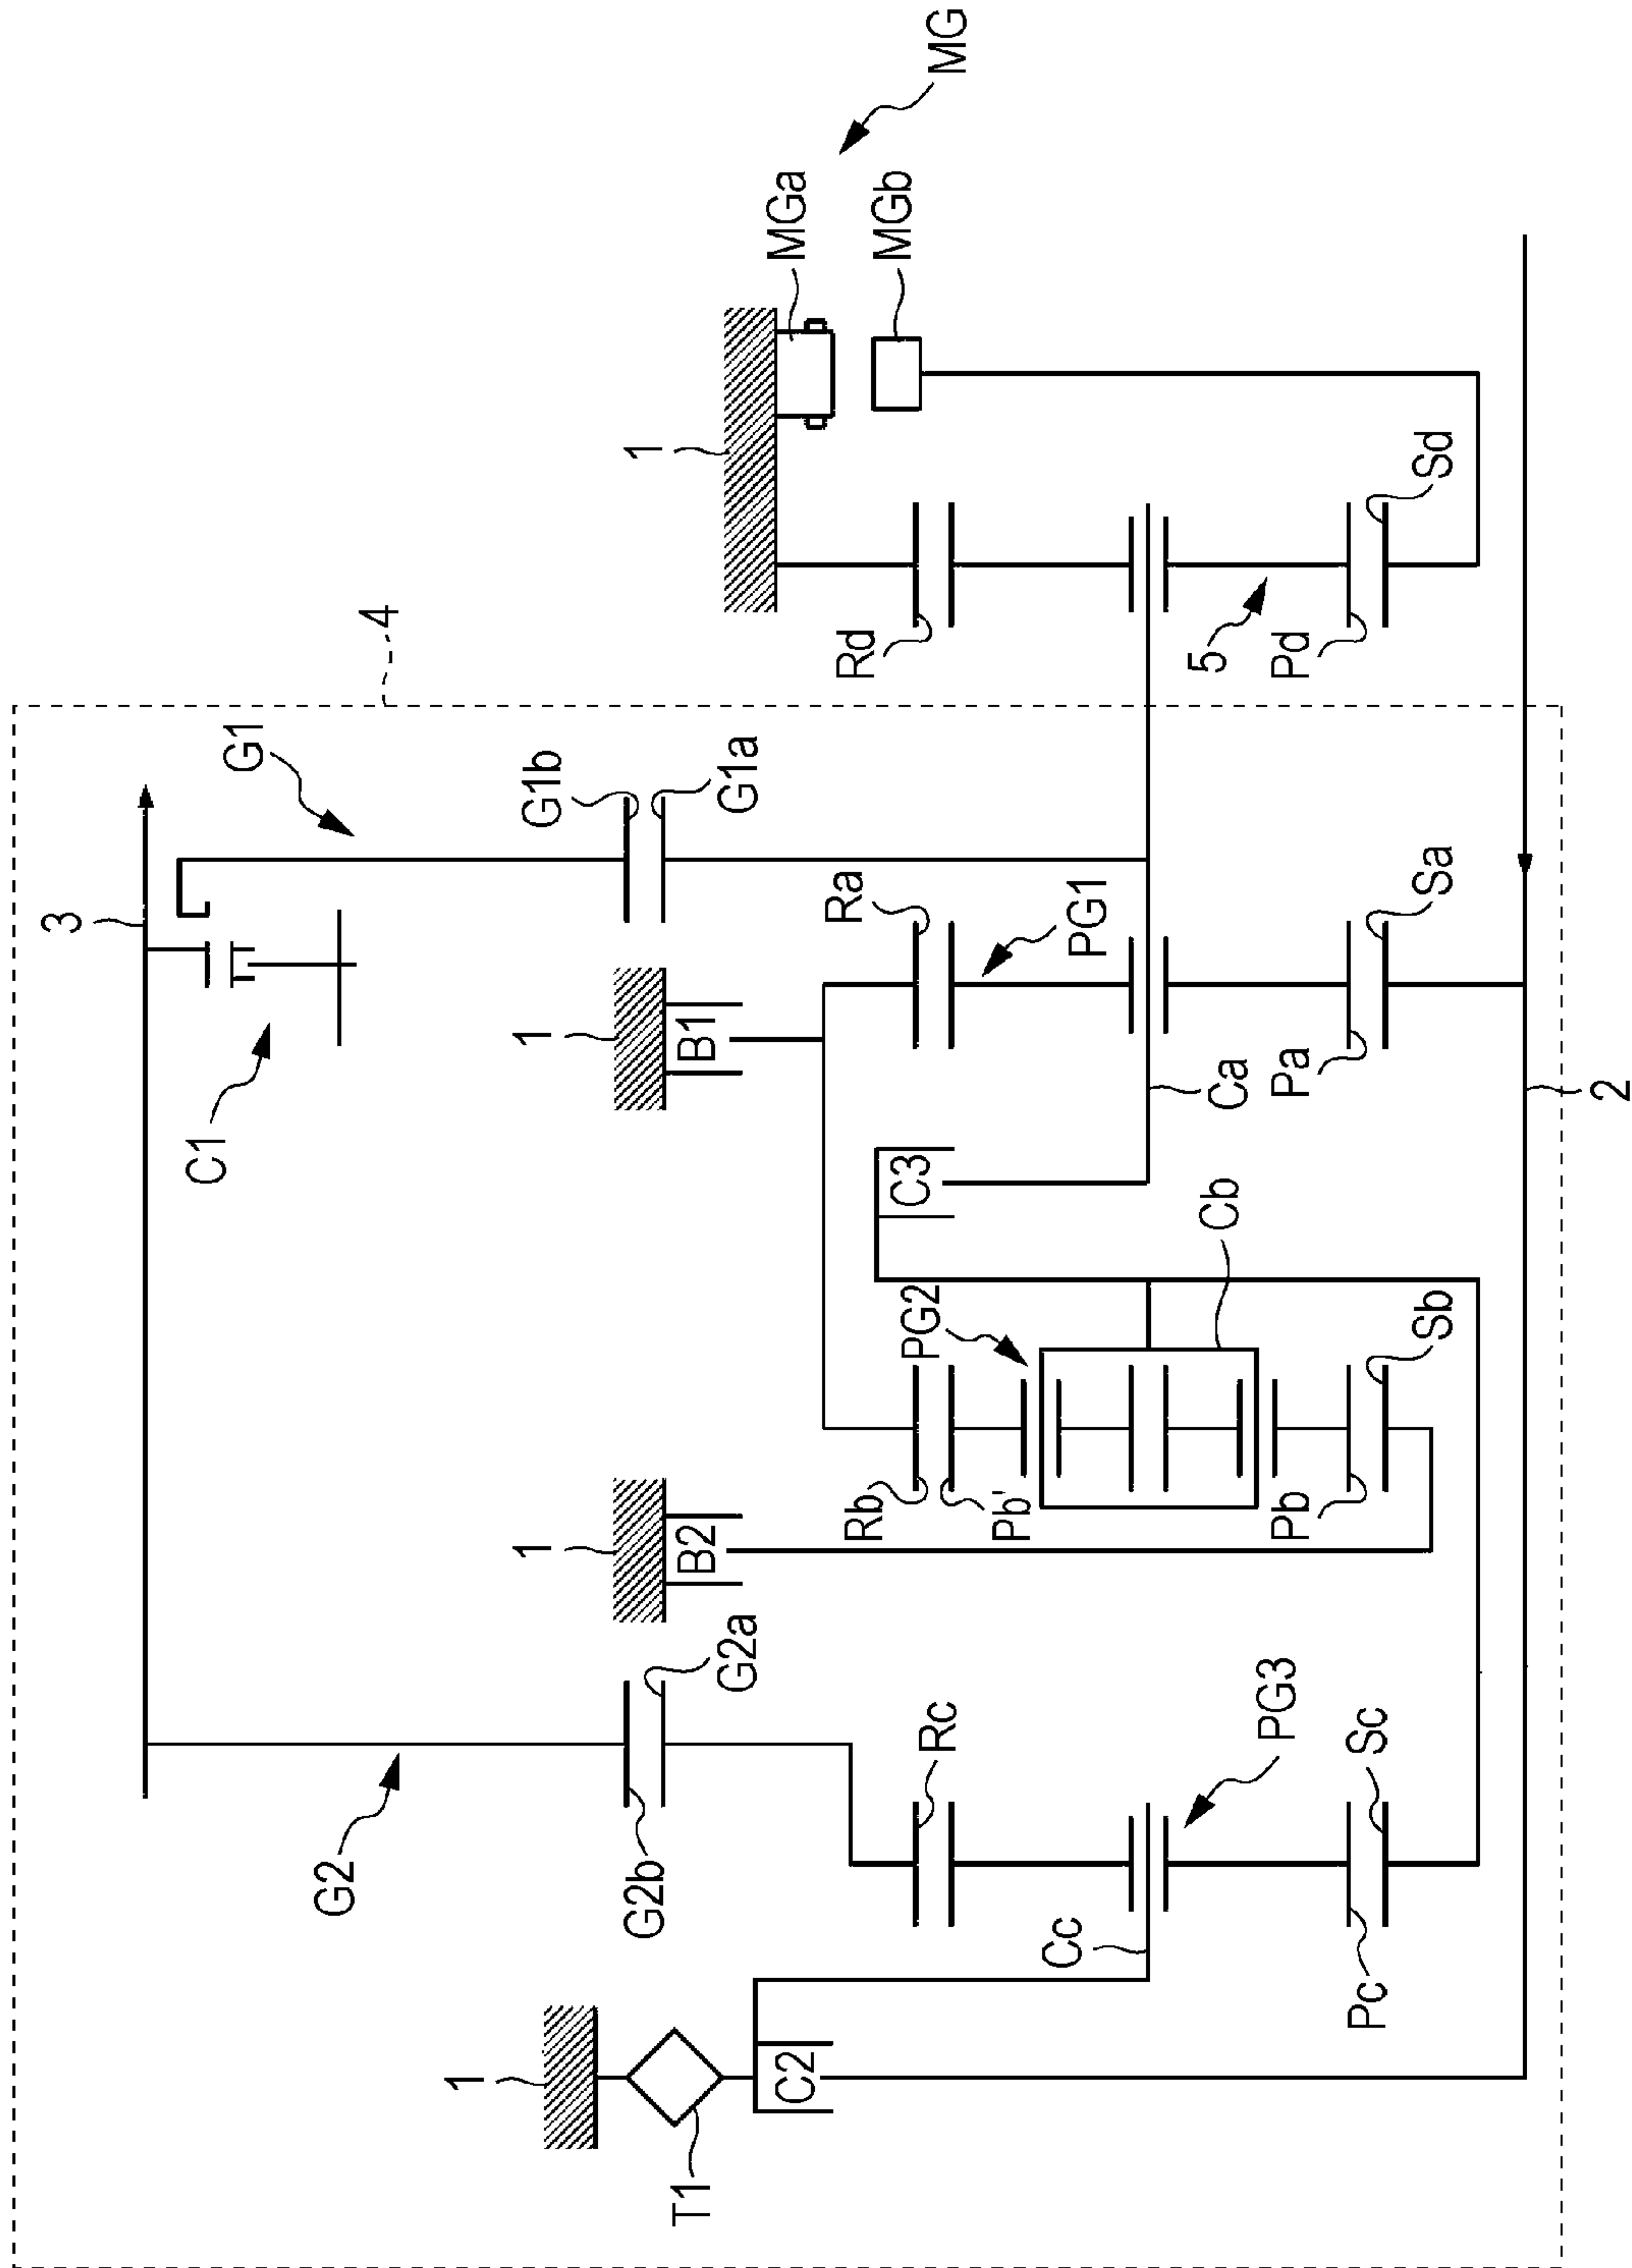 MG
MGa
MGb
1
Sd
4
Rd
5
Pd
G1
G1b
G1a
3
Ra
PG1
Sa
1
B1
C1
Ca
Pa
2
C3
Cb
PG2
Sb
1
B2
Rb
Pb'
Pb
G2a
Rc
PG3
Sc
G2
G2b
Cc
Pc
1
C2
T1